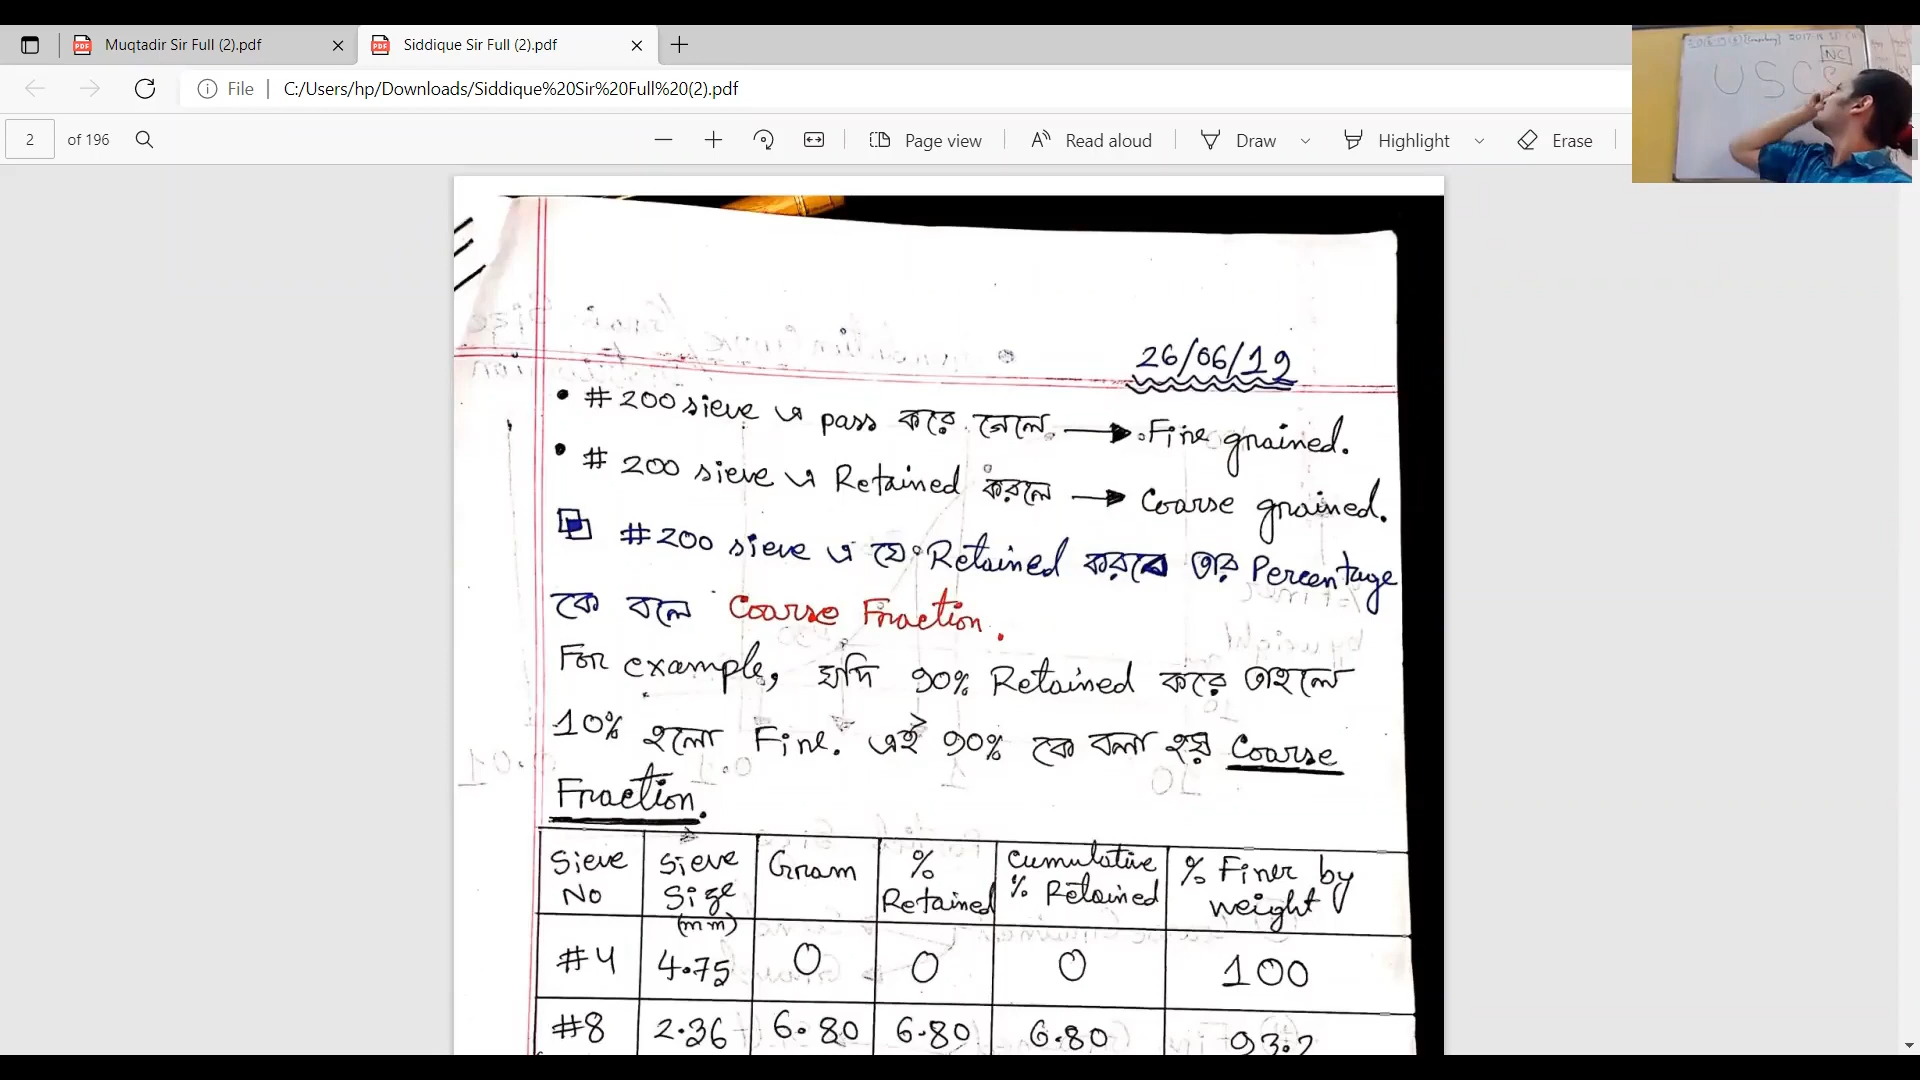 Muqtadir Sir Full (2).pdf
Siddique Sir Full (2).pdf
File
C:/Users/hp/Downloads/Siddique%20Sir%20Full%20(2).pdf
2 of 196
Page view
Read aloud
Draw
Highlight
Erase
NC
USCS
26/06/19
• #200 sieve এ pass করে গেলে → Fine grained.
• # 200 sieve এ Retained করলে → Coarse grained.
#200 sieve এ যে Retained করবে তার Percentage
কে বলে Coarse Fraction.
For example, যদি 90% Retained করে তাহলে
10% হলো Fine. এই 90% কে বলা হয় Coarse
Fraction.
Sieve No | Sieve Size (mm) | Gram | % Retained | Cumulative % Retained | % Finer by weight
#4 | 4.75 | 0 | 0 | 0 | 100
#8 | 2.36 | 6.80 | 6.80 | 6.80 | 93.2